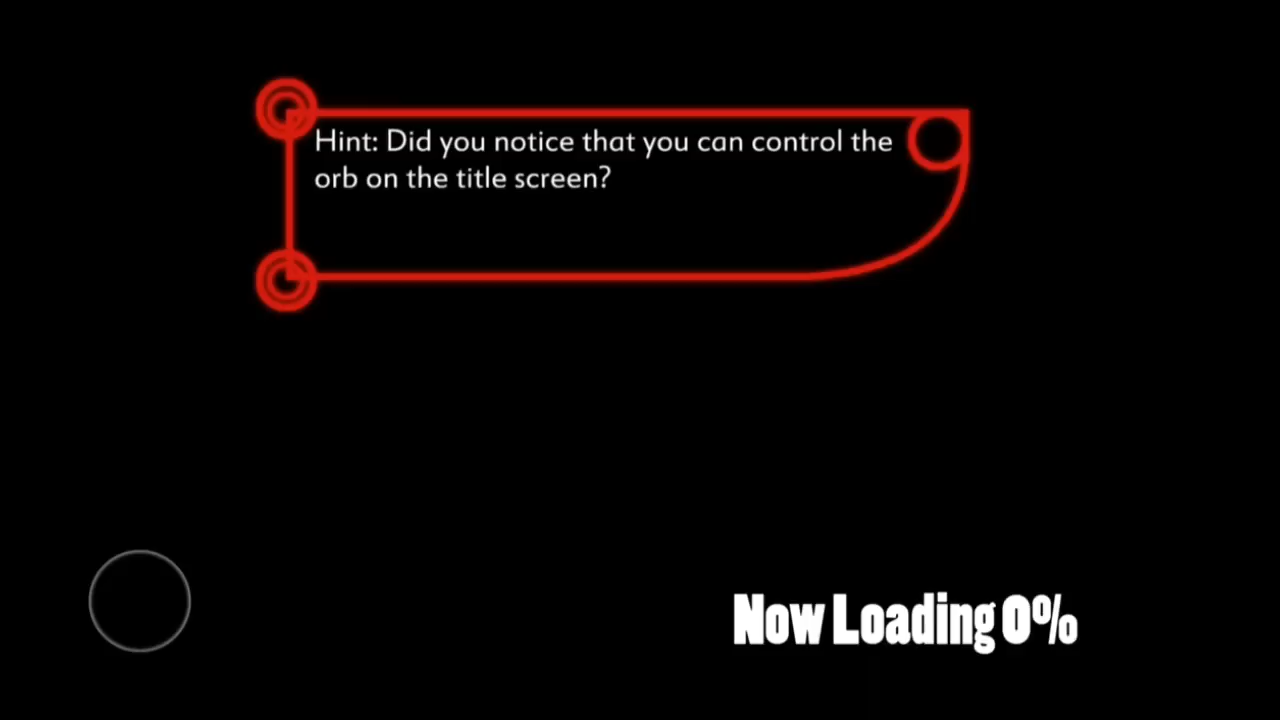 Hint: Did you notice that you can control the
orb on the title screen?
Now Loading 0%